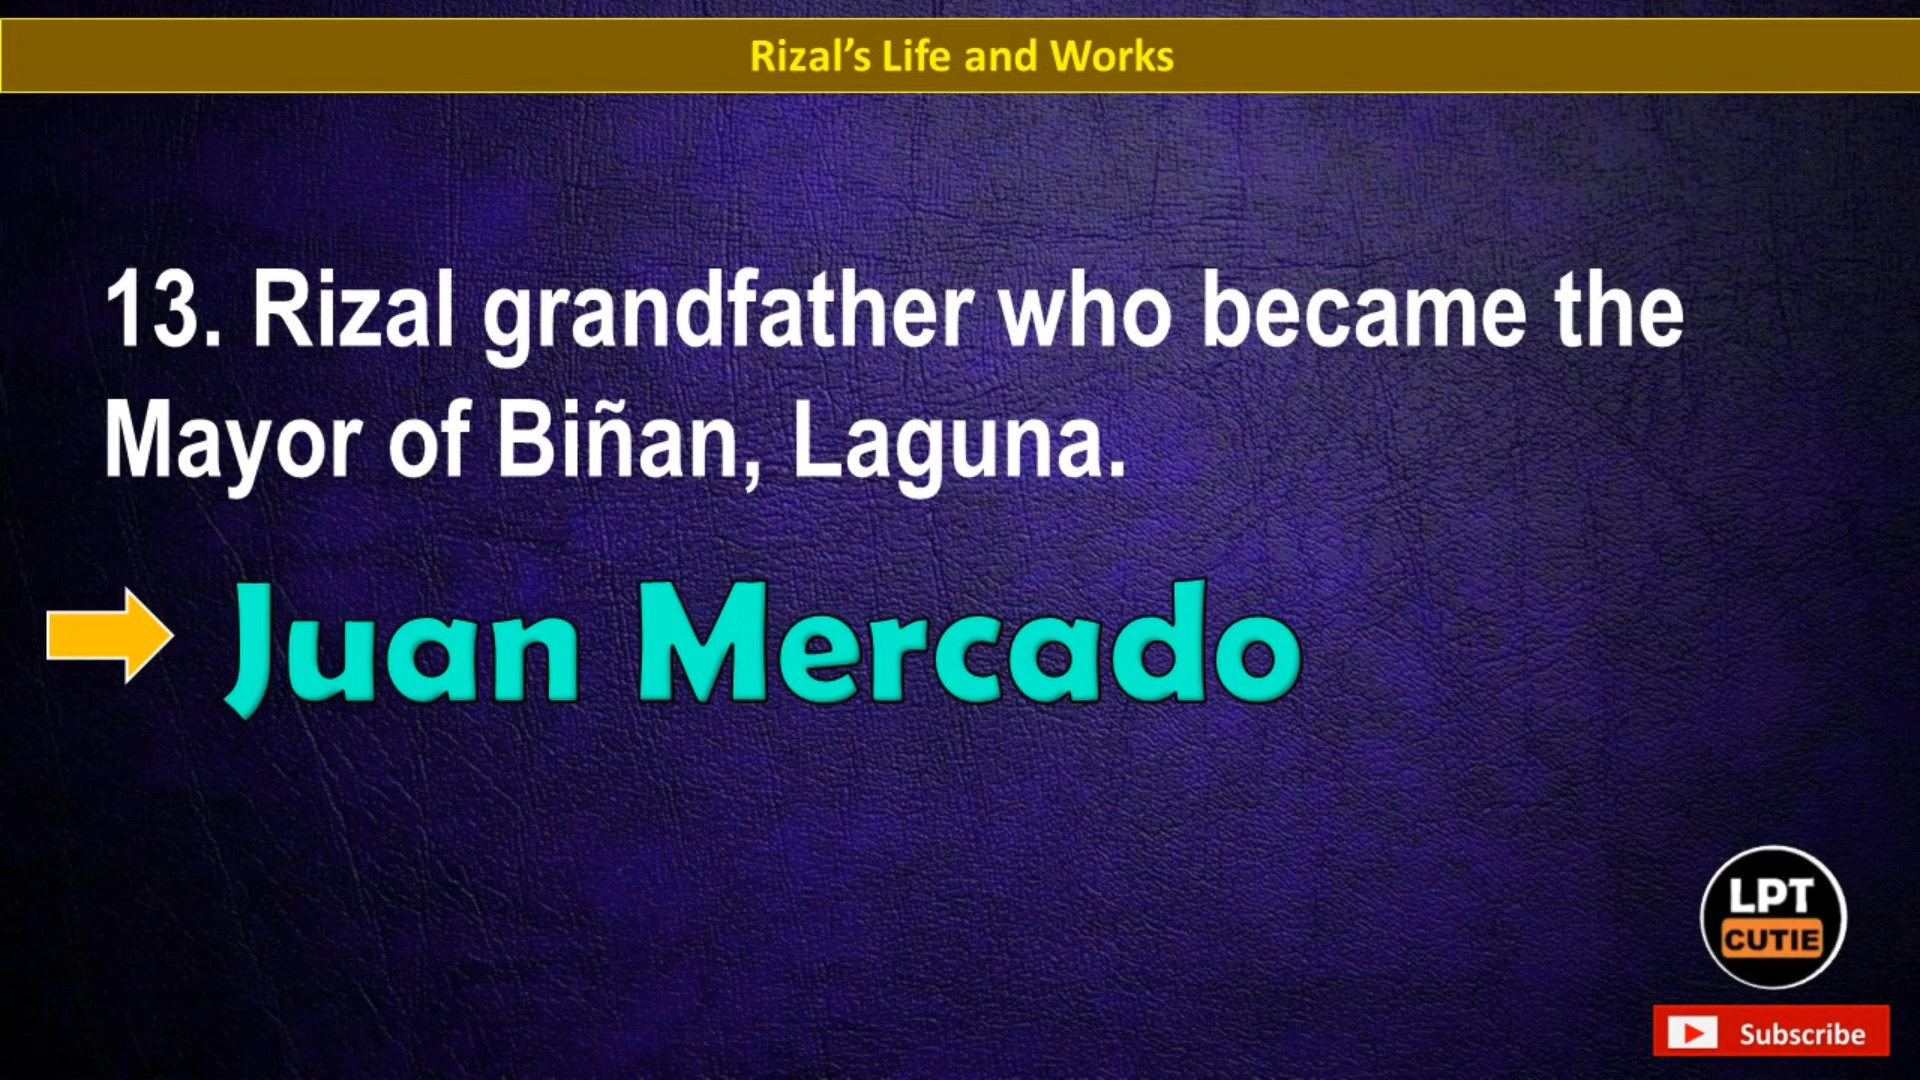 Rizal’s Life and Works
13. Rizal grandfather who became the
Mayor of Biñan, Laguna.
Juan Mercado
LPT
CUTIE
Subscribe